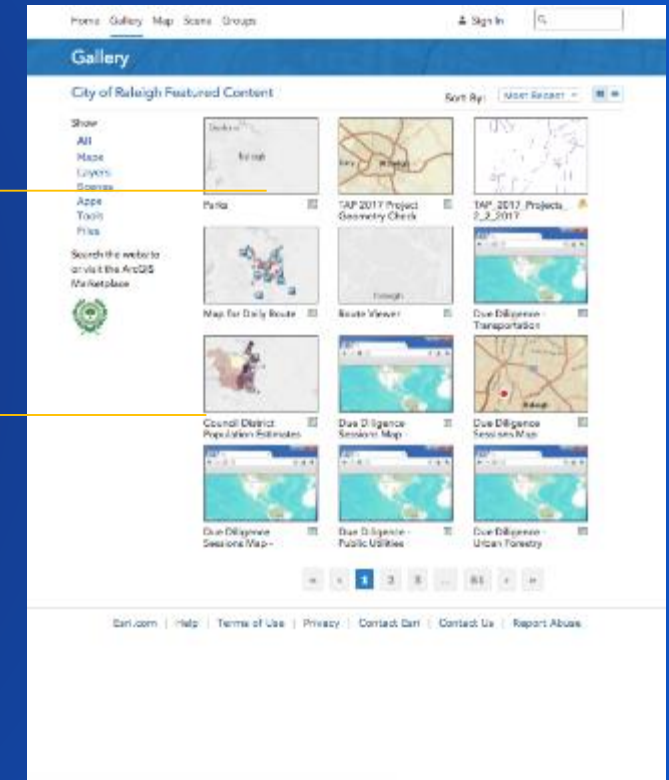 Home Gallery Map Scene Groups
Sign In
Gallery
City of Raleigh Featured Content
Sort By: Most Recent
Show
All
Maps
Layers
Scenes
Apps
Tools
Files
Search the website
or visit the ArcGIS
Marketplace
Parks
TAP 2017 Project
Geometry Check
TAP_2017_Projects_
2_2_2017
Map for Daily Route
Route Viewer
Due Diligence -
Transportation
Council District
Population Estimates
Due Diligence
Sessions Map
Due Diligence
Sessions Map
Due Diligence
Sessions Map -
Due Diligence -
Public Utilities
Due Diligence -
Urban Forestry
« ‹ 1 2 3 ... › »
Esri.com | Help | Terms of Use | Privacy | Contact Esri | Contact Us | Report Abuse